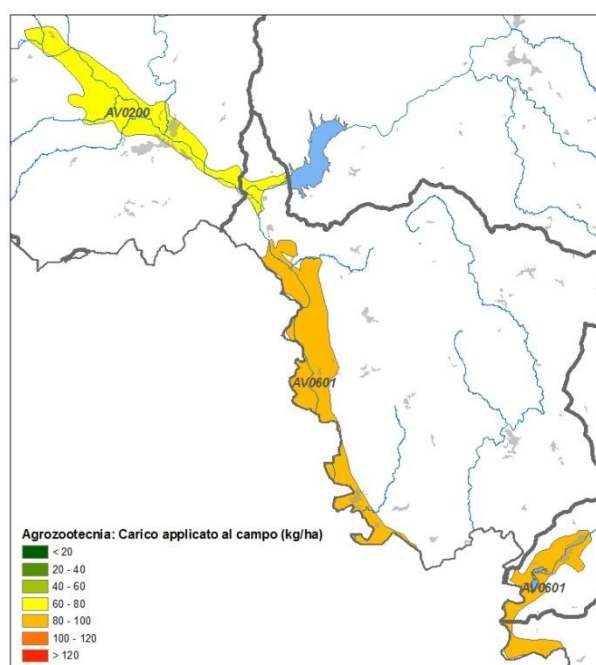 AV0200
AV0601
Agrozootecnia: Carico applicato al campo (kg/ha)
< 20
20 - 40
40 - 60
60 - 80
80 - 100
100 - 120
> 120
AV0601